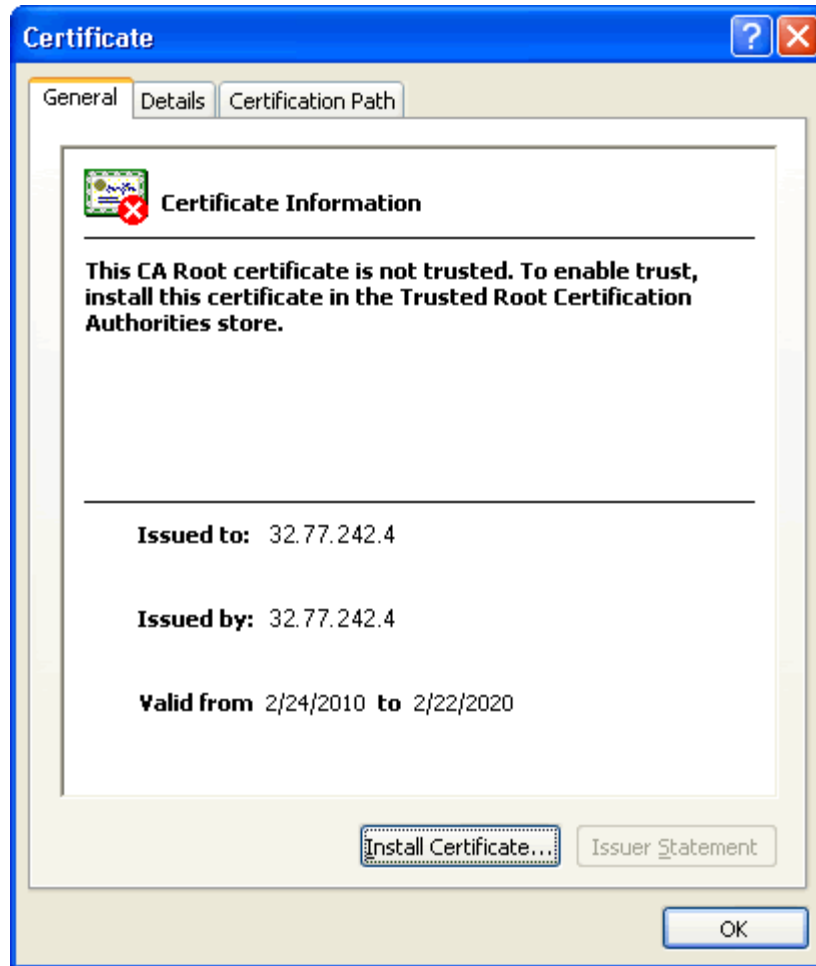 Certificate
General Details Certification Path
Certificate Information
This CA Root certificate is not trusted. To enable trust,
install this certificate in the Trusted Root Certification
Authorities store.
Issued to: 32.77.242.4
Issued by: 32.77.242.4
Valid from 2/24/2010 to 2/22/2020
Install Certificate... Issuer Statement
OK